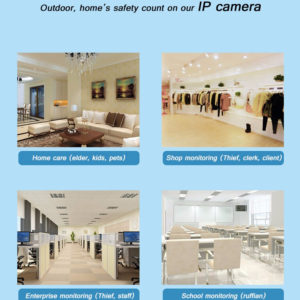 Outdoor, home's safety count on our IP camera
Home care (elder, kids, pets)
Shop monitoring (Thief, clerk, client)
Enterprise monitoring (Thief, staff)
School monitoring (ruffian)